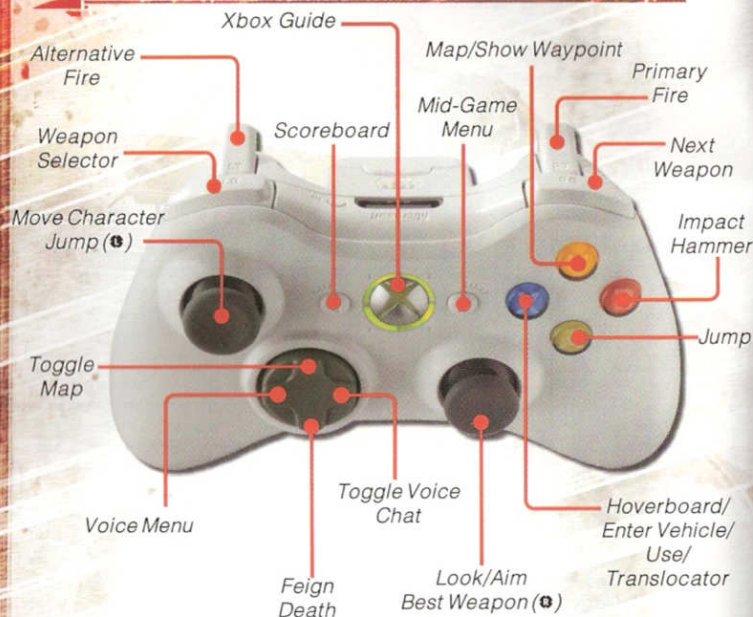 Xbox Guide
Alternative
Fire
Map/Show Waypoint
Primary
Fire
Mid-Game
Menu
Weapon
Selector
Scoreboard
Next
Weapon
Move Character
Jump ( )
Impact
Hammer
Jump
Toggle
Map
Toggle Voice
Chat
Voice Menu
Hoverboard/
Enter Vehicle/
Use/
Translocator
Feign
Death
Look/Aim
Best Weapon ( )